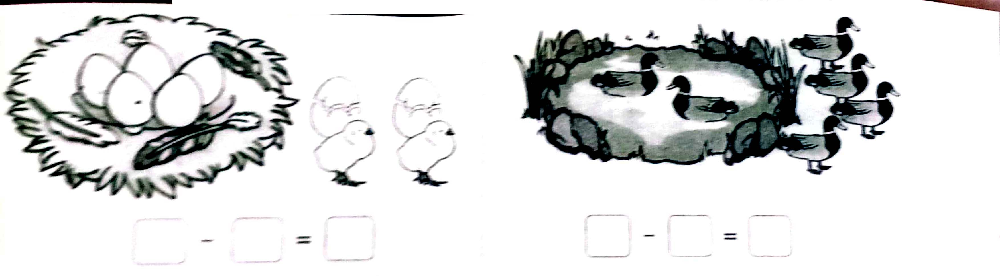 - =
- =